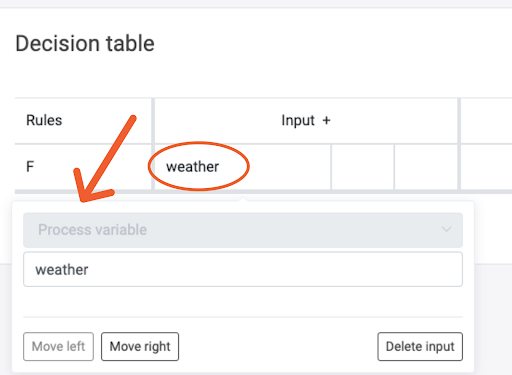 Decision table
Rules Input +
F weather
Process variable
weather
Move left Move right Delete input